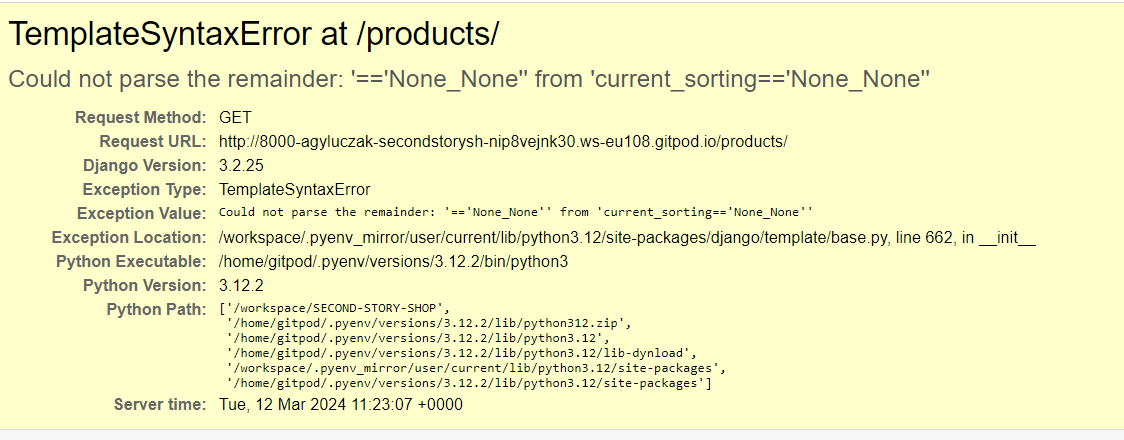 TemplateSyntaxError at /products/
Could not parse the remainder: '=='None_None'' from 'current_sorting=='None_None''
Request Method: GET
Request URL: http://8000-agyluczak-secondstorysh-nip8vejnk30.ws-eu108.gitpod.io/products/
Django Version: 3.2.25
Exception Type: TemplateSyntaxError
Exception Value: Could not parse the remainder: '=='None_None'' from 'current_sorting=='None_None''
Exception Location: /workspace/.pyenv_mirror/user/current/lib/python3.12/site-packages/django/template/base.py, line 662, in __init__
Python Executable: /home/gitpod/.pyenv/versions/3.12.2/bin/python3
Python Version: 3.12.2
Python Path: ['/workspace/SECOND-STORY-SHOP',
'/home/gitpod/.pyenv/versions/3.12.2/lib/python312.zip',
'/home/gitpod/.pyenv/versions/3.12.2/lib/python3.12',
'/home/gitpod/.pyenv/versions/3.12.2/lib/python3.12/lib-dynload',
'/workspace/.pyenv_mirror/user/current/lib/python3.12/site-packages',
'/home/gitpod/.pyenv/versions/3.12.2/lib/python3.12/site-packages']
Server time: Tue, 12 Mar 2024 11:23:07 +0000